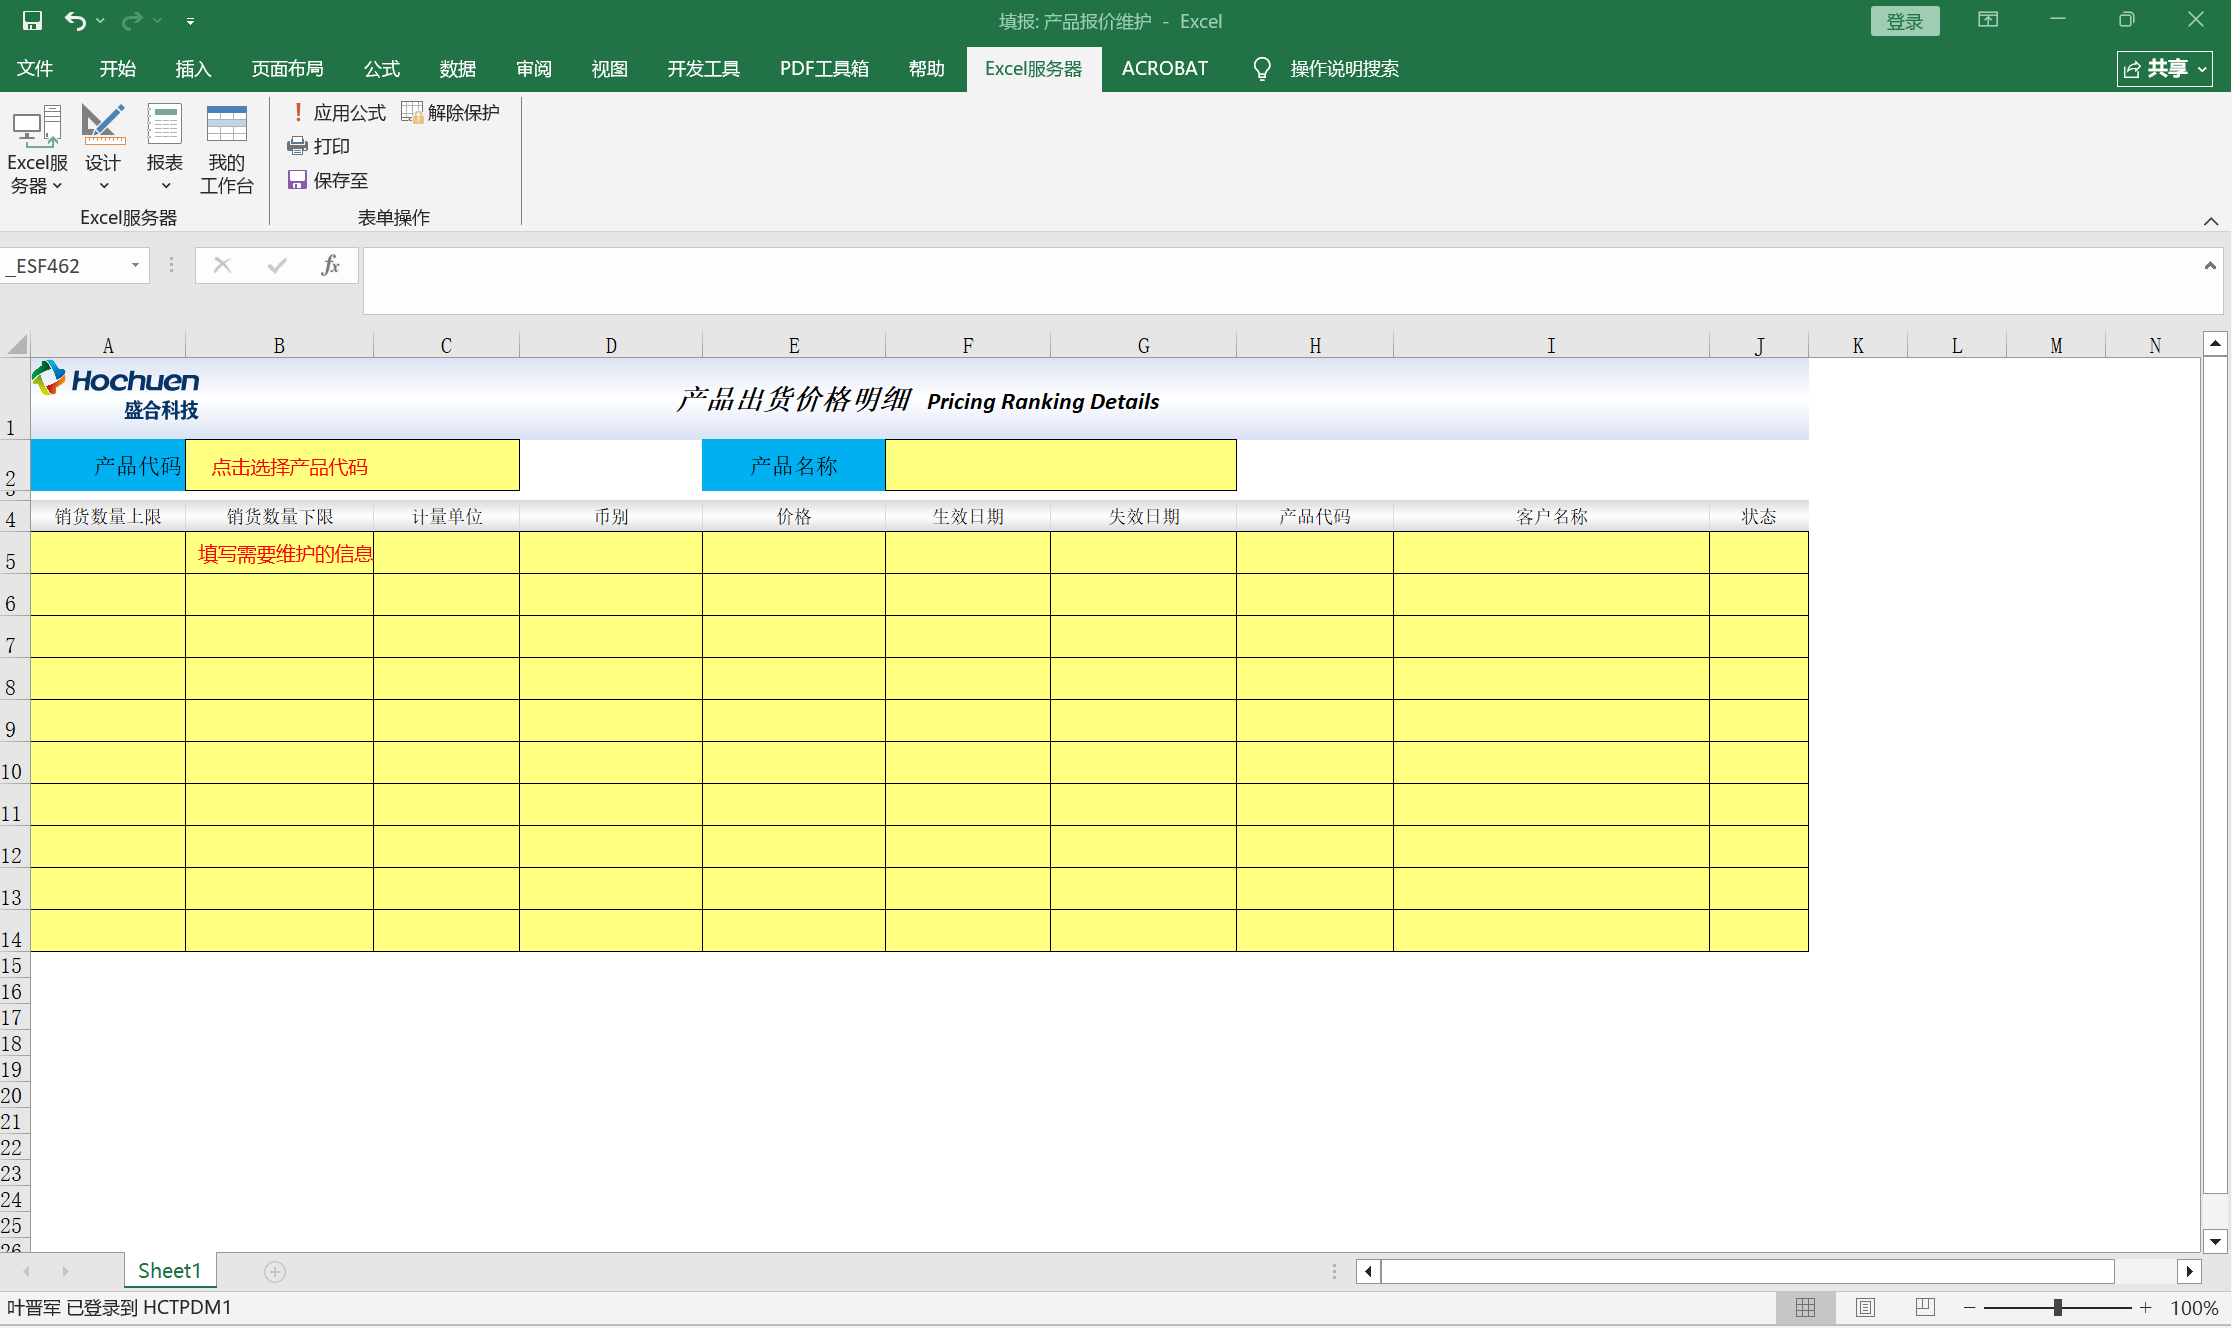 填报: 产品报价维护 - Excel
登录
文件 开始 插入 页面布局 公式 数据 审阅 视图 开发工具 PDF工具箱 帮助 Excel服务器 ACROBAT 操作说明搜索 共享
Excel服务器 设计 报表 我的工作台
! 应用公式 解除保护
打印
保存至
Excel服务器 表单操作
_ESF462 fx
A B C D E F G H I J K L M N
Hochuen
盛合科技
产品出货价格明细 Pricing Ranking Details
1
2 产品代码 点击选择产品代码 产品名称
4 销货数量上限 销货数量下限 计量单位 币别 价格 生效日期 失效日期 产品代码 客户名称 状态
5 填写需要维护的信息
6
7
8
9
10
11
12
13
14
15
16
17
18
19
20
21
22
23
24
25
26
Sheet1
叶晋军 已登录到 HCTPDM1 100%